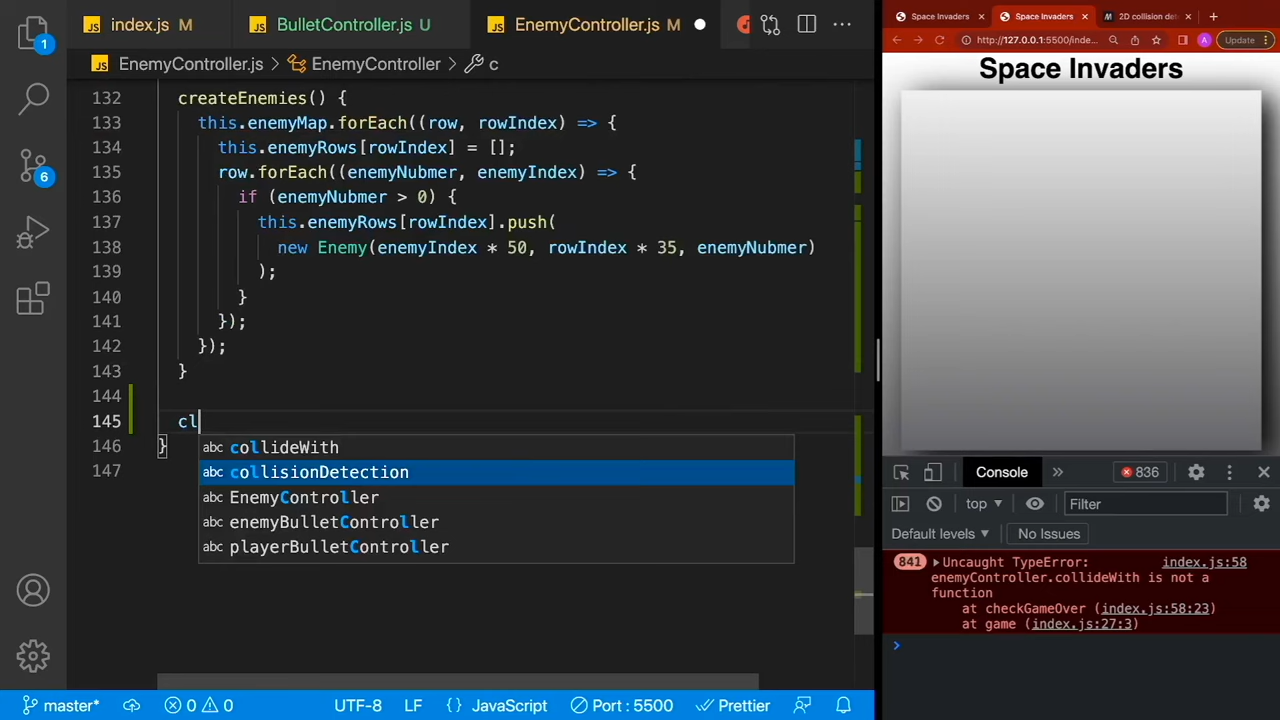 index.js M
BulletController.js U
EnemyController.js M
EnemyController.js > EnemyController > c
132 createEnemies() {
133 this.enemyMap.forEach((row, rowIndex) => {
134 this.enemyRows[rowIndex] = [];
135 row.forEach((enemyNubmer, enemyIndex) => {
136 if (enemyNubmer > 0) {
137 this.enemyRows[rowIndex].push(
138 new Enemy(enemyIndex * 50, rowIndex * 35, enemyNubmer)
139 );
140 }
141 });
142 });
143 }
144
145 cl
146 }
147
abc collideWith
abc collisionDetection
abc EnemyController
abc enemyBulletController
abc playerBulletController
1
6
master*
0 0
UTF-8
LF
{} JavaScript
Port : 5500
Prettier
Space Invaders
Space Invaders
2D collision det
http://127.0.0.1:5500/inde...
A
Update
Space Invaders
Console
836
top
Filter
Default levels
No Issues
841 Uncaught TypeError: index.js:58
enemyController.collideWith is not a
function
at checkGameOver (index.js:58:23)
at game (index.js:27:3)